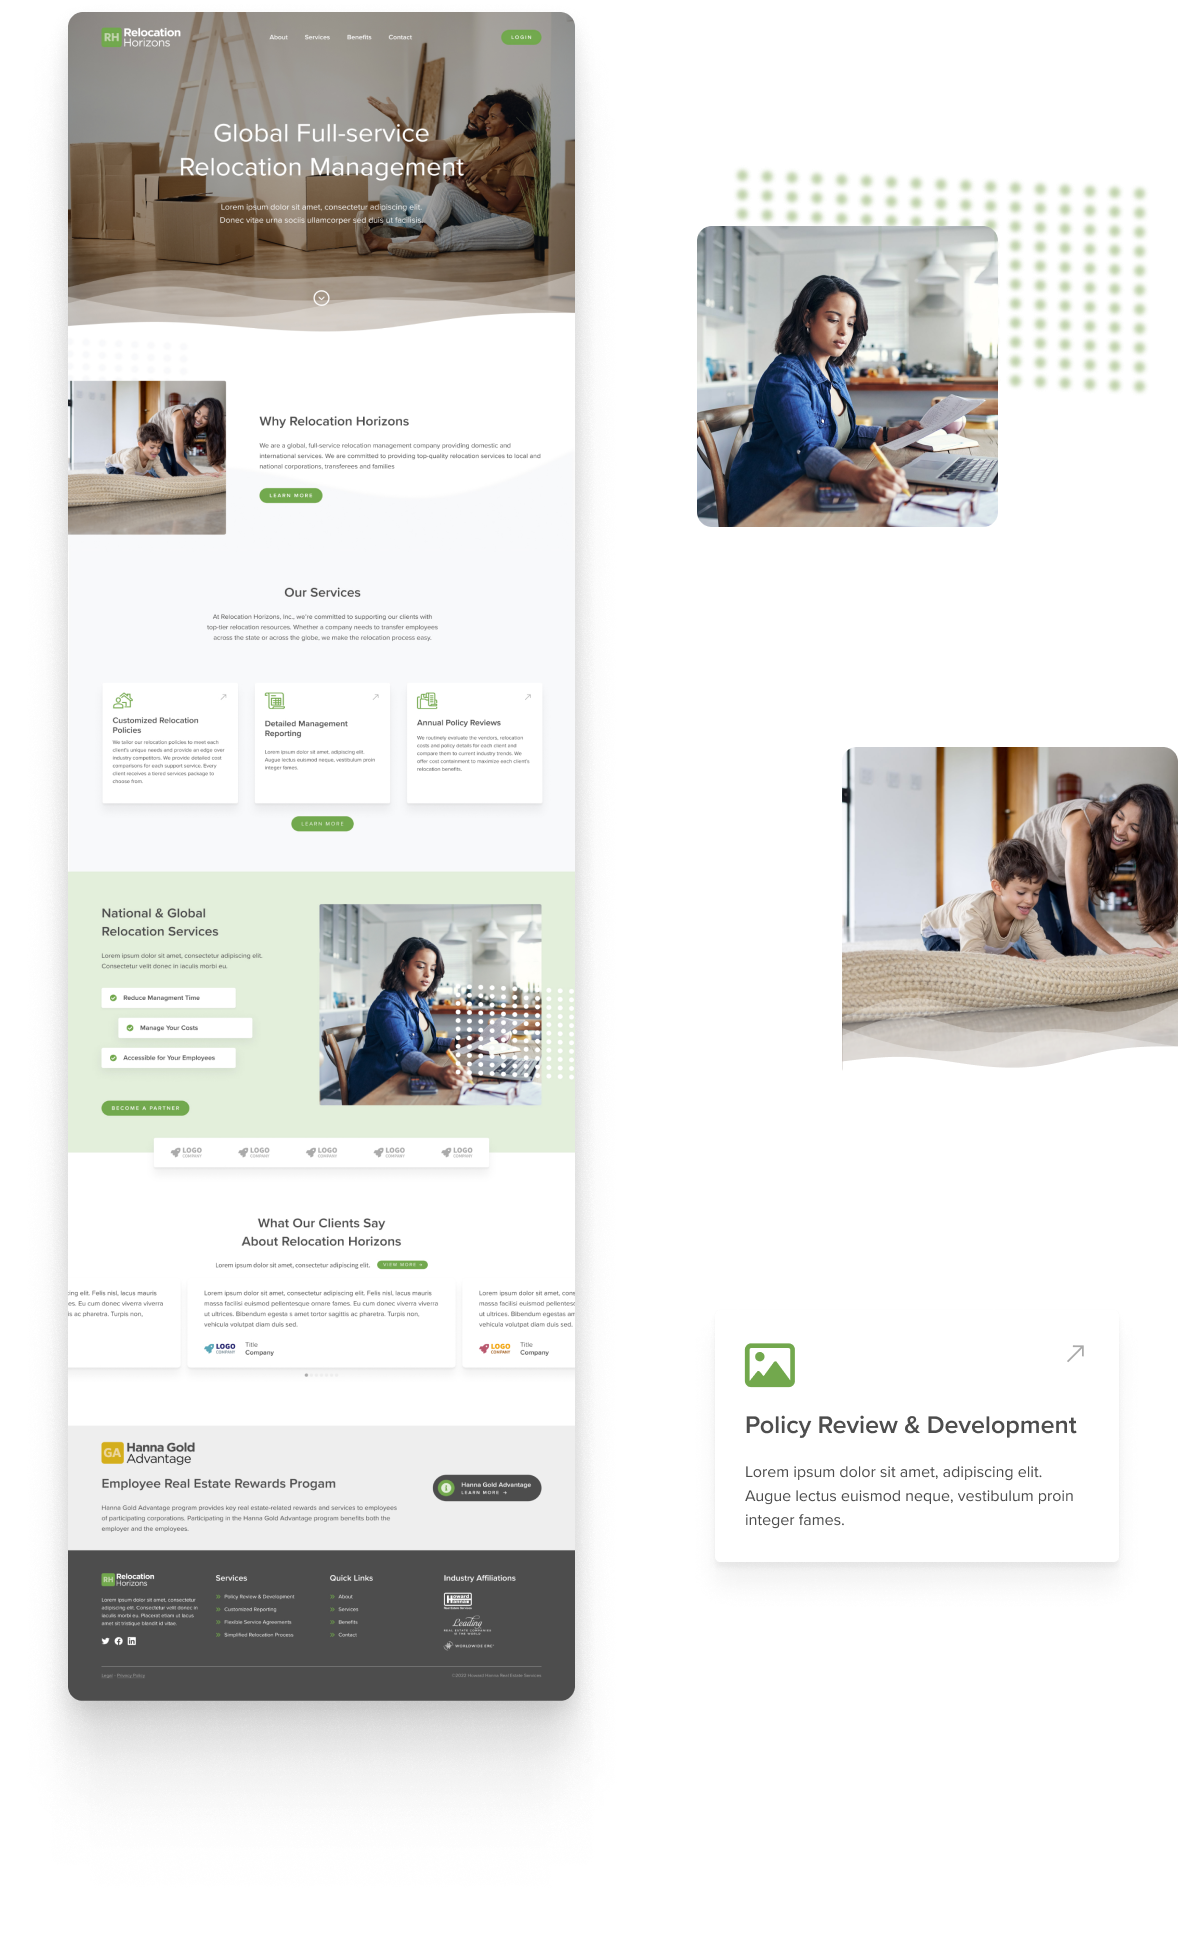 RH Relocation
Horizons
About Services Benefits Contact
LOGIN
Global Full-service
Relocation Management
Lorem ipsum dolor sit amet, consectetur adipiscing elit.
Donec vitae urna sociis ullamcorper sed duis ut facilisis.
Why Relocation Horizons
We are a global, full-service relocation management company providing domestic and
international services. We are committed to providing top-quality relocation services to local and
national corporations, transferees and families
LEARN MORE
Our Services
At Relocation Horizons, Inc., we're committed to supporting our clients with
top-tier relocation resources. Whether a company needs to transfer employees
across the state or across the globe, we make the relocation process easy.
Customized Relocation
Policies
We tailor our relocation policies to meet each
client's unique needs and provide an edge over
industry competitors. We provide detailed cost
comparisons for each support service. Every
client receives a tiered services package to
choose from.
Detailed Management
Reporting
Lorem ipsum dolor sit amet, adipiscing elit.
Augue lectus euismod neque, vestibulum proin
integer fames.
Annual Policy Reviews
We routinely evaluate the vendors, relocation
costs and policy details for each client and
compare them to current industry trends. We
offer cost containment to maximize each client's
relocation benefits.
LEARN MORE
National & Global
Relocation Services
Lorem ipsum dolor sit amet, consectetur adipiscing elit.
Consectetur velit donec in iaculis morbi eu.
Reduce Managment Time
Manage Your Costs
Accessible for Your Employees
BECOME A PARTNER
LOGO COMPANY
LOGO COMPANY
LOGO COMPANY
LOGO COMPANY
LOGO COMPANY
What Our Clients Say
About Relocation Horizons
Lorem ipsum dolor sit amet, consectetur adipiscing elit.
VIEW MORE
cing elit. Felis nisl, lacus mauris
es. Eu cum donec viverra viverra
is ac pharetra. Turpis non,
Lorem ipsum dolor sit amet, consectetur adipiscing elit. Felis nisl, lacus mauris
massa facilisi euismod pellentesque ornare fames. Eu cum donec viverra viverra
ut ultrices. Bibendum egesta s amet tortor sagittis ac pharetra. Turpis non,
vehicula volutpat diam duis sed.
LOGO COMPANY
Title
Company
Lorem ipsum dolor sit amet, con
massa facilisi euismod pellentes
ut ultrices. Bibendum egestas am
vehicula volutpat diam duis sed.
LOGO COMPANY
Title
Company
GA Hanna Gold
Advantage
Employee Real Estate Rewards Progam
Hanna Gold Advantage program provides key real estate-related rewards and services to employees
of participating corporations. Participating in the Hanna Gold Advantage program benefits both the
employer and the employees.
Hanna Gold Advantage
LEARN MORE
RH Relocation
Horizons
Lorem ipsum dolor sit amet, consectetur
adipiscing elit. Consectetur velit donec in
iaculis morbi eu. Placerat etiam ut lacus
amet sit tristique blandit id vitae.
Services
Policy Review & Development
Customized Reporting
Flexible Service Agreements
Simplified Relocation Process
Quick Links
About
Services
Benefits
Contact
Industry Affiliations
Howard
Hanna
Real Estate Services
Leading
REAL ESTATE COMPANIES
OF THE WORLD
WORLDWIDE ERC
Legal - Privacy Policy
©2022 Howard Hanna Real Estate Services
Policy Review & Development
Lorem ipsum dolor sit amet, adipiscing elit.
Augue lectus euismod neque, vestibulum proin
integer fames.